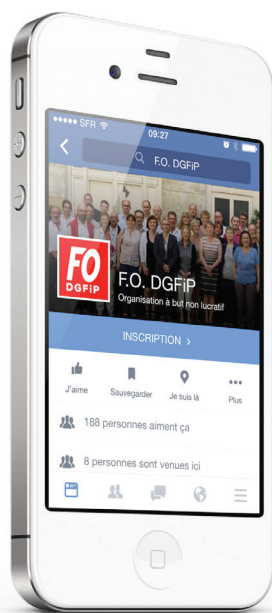 SFR 09:27
F.O. DGFiP
FO
DGFiP
F.O. DGFiP
Organisation à but non lucratif
INSCRIPTION >
J'aime Sauvegarder Je suis là Plus
188 personnes aiment ça
8 personnes sont venues ici